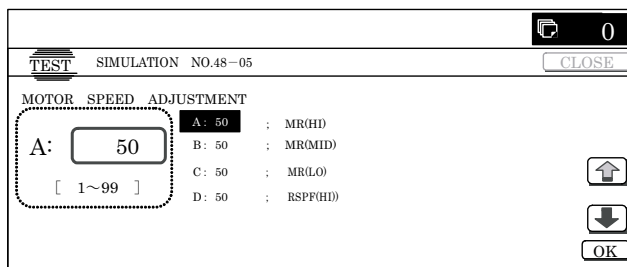 0
TEST SIMULATION NO.48－05
CLOSE
MOTOR SPEED ADJUSTMENT
A: 50
[ 1～99 ]
A: 50 ; MR(HI)
B: 50 ; MR(MID)
C: 50 ; MR(LO)
D: 50 ; RSPF(HI))
OK